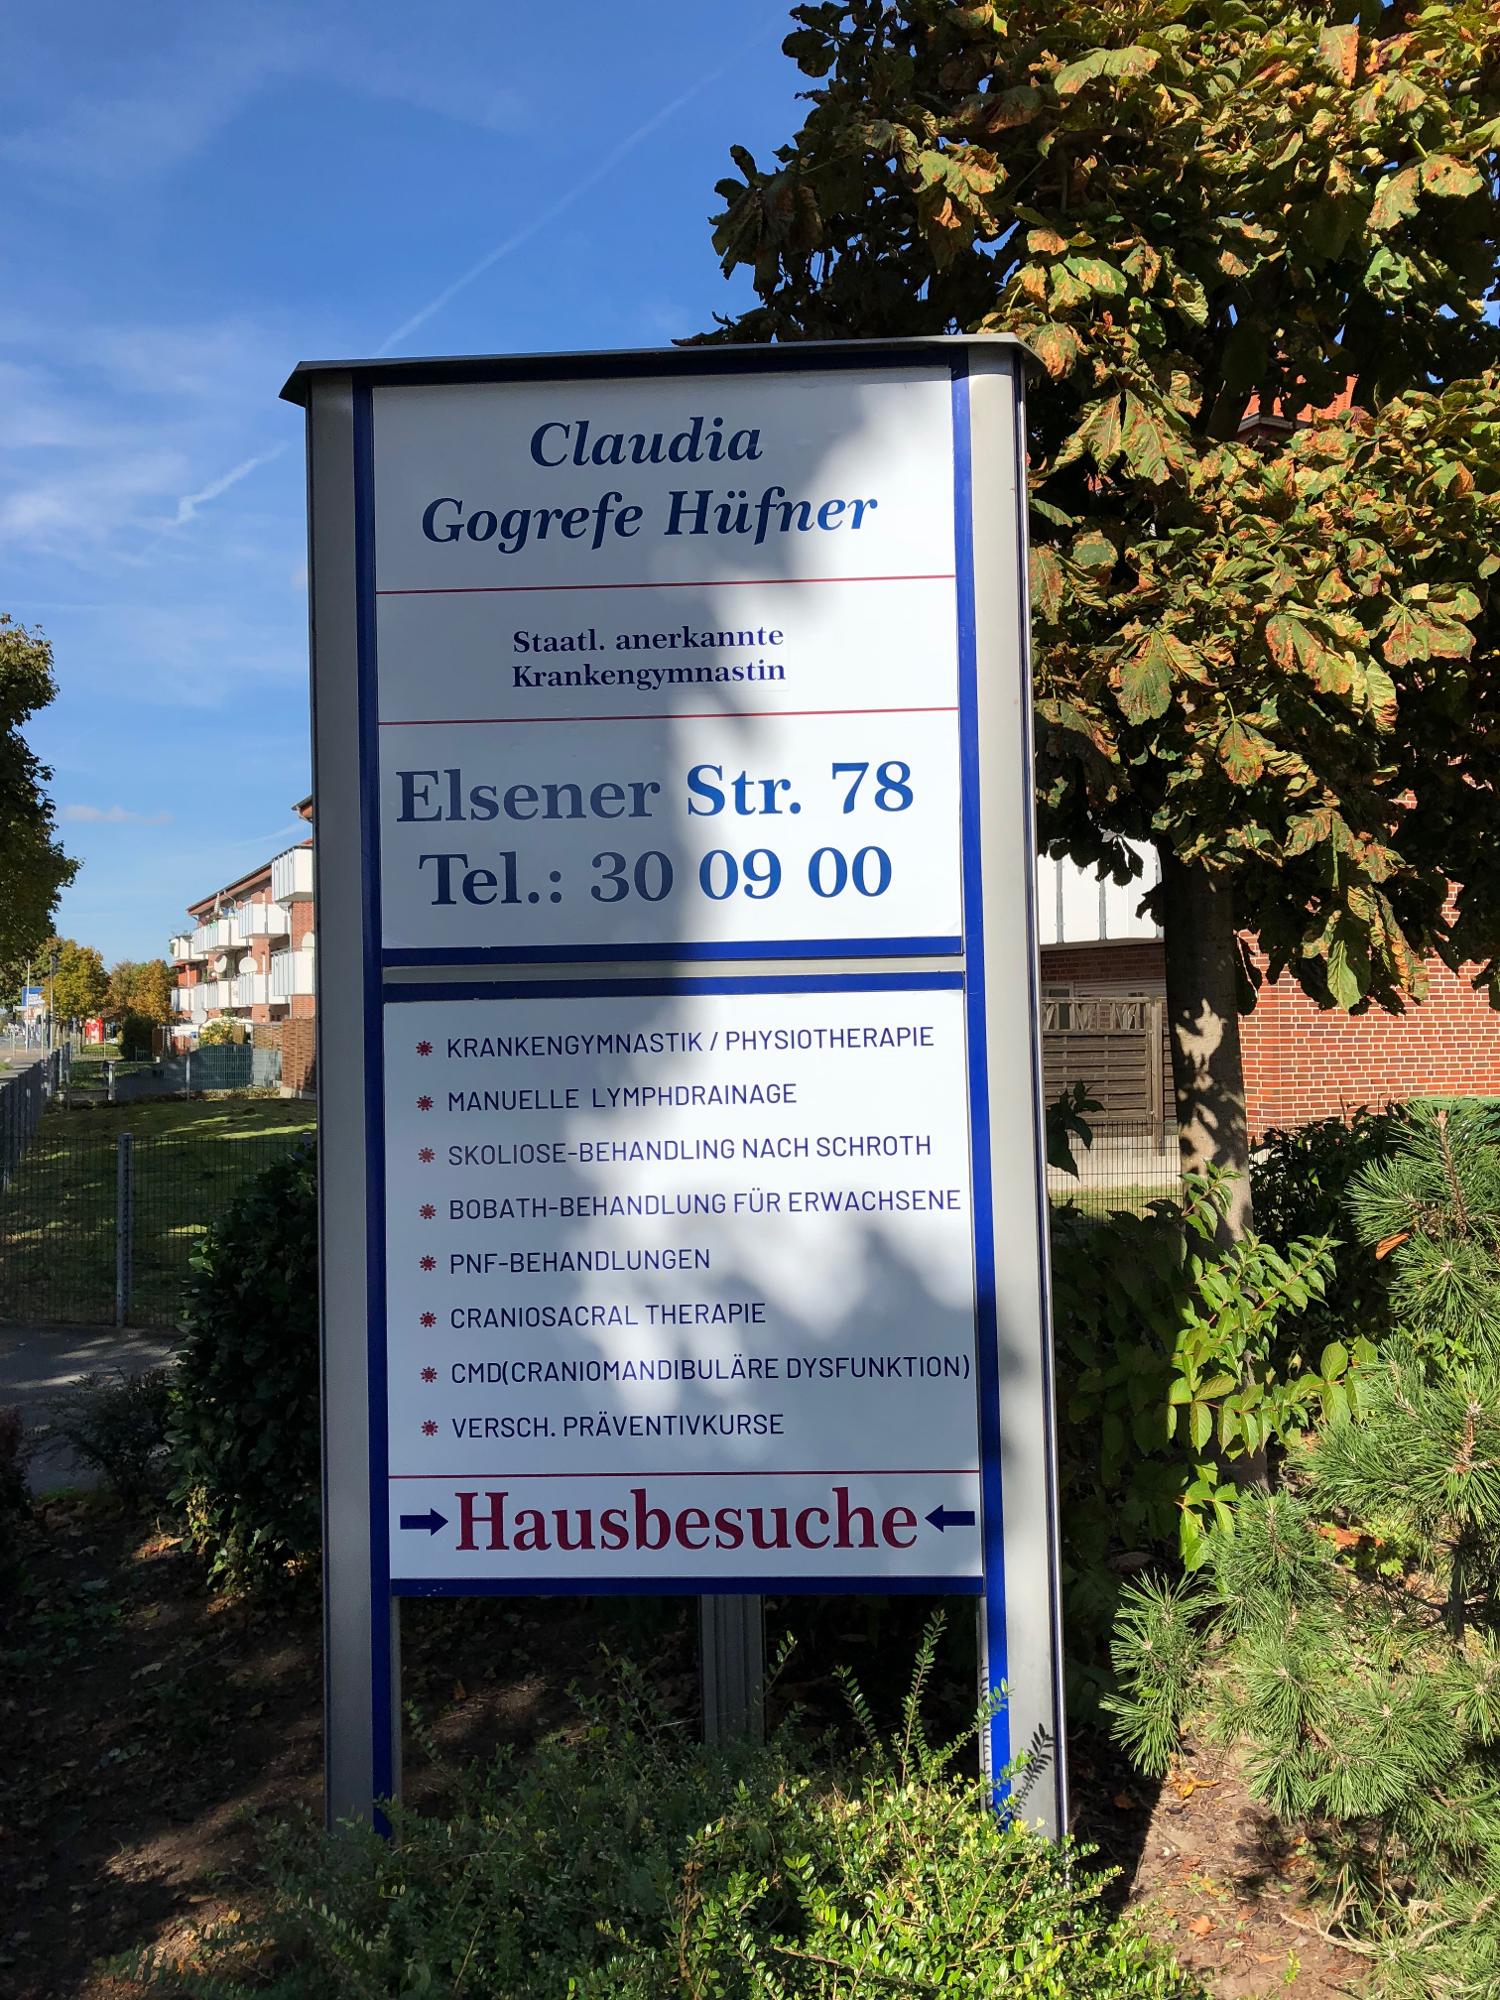 Claudia
Gogrefe Hüfner
Staatl. anerkannte
Krankengymnastin
Elsener Str. 78
Tel.: 30 09 00
KRANKENGYMNASTIK / PHYSIOTHERAPIE
MANUELLE LYMPHDRAINAGE
SKOLIOSE-BEHANDLING NACH SCHROTH
BOBATH-BEHANDLUNG FÜR ERWACHSENE
PNF-BEHANDLUNGEN
CRANIOSACRAL THERAPIE
CMD(CRANIOMANDIBULÄRE DYSFUNKTION)
VERSCH. PRÄVENTIVKURSE
Hausbesuche